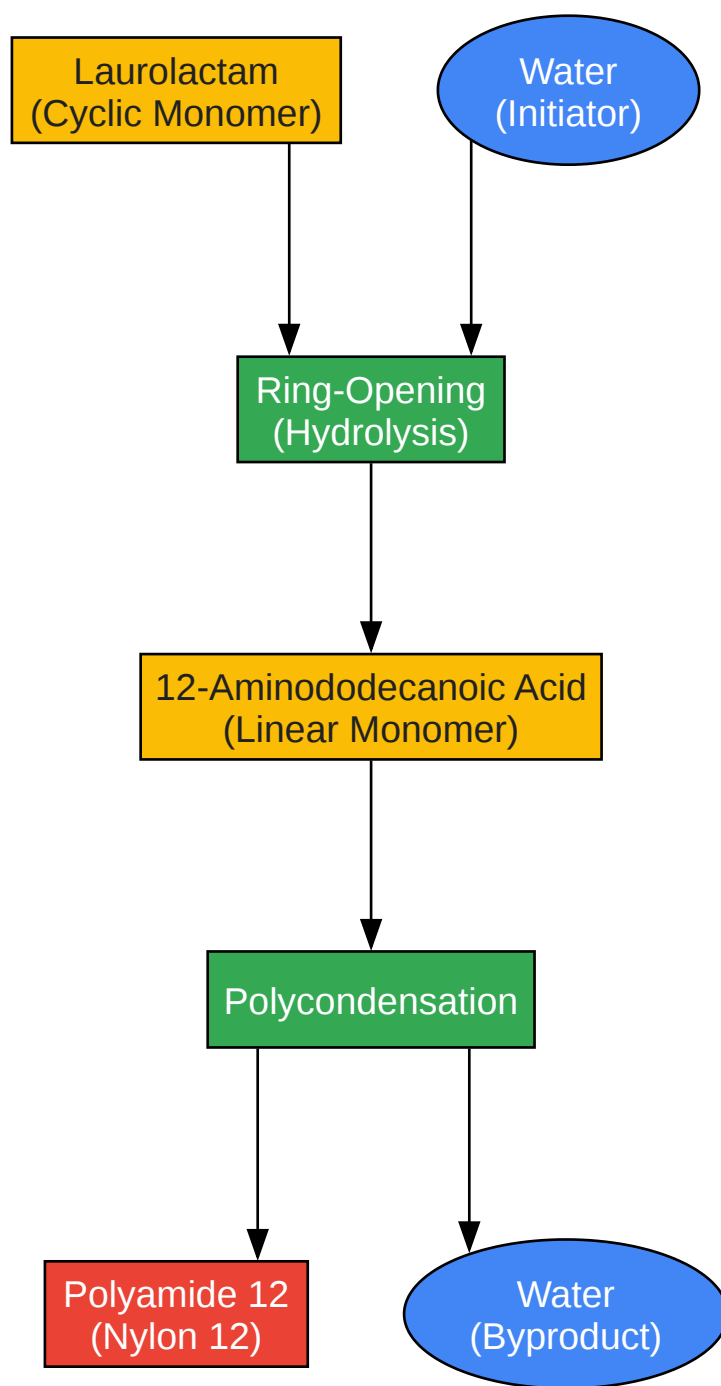 Laurolactam
(Cyclic Monomer)
Water
(Initiator)
Ring-Opening
(Hydrolysis)
12-Aminododecanoic Acid
(Linear Monomer)
Polycondensation
Polyamide 12
(Nylon 12)
Water
(Byproduct)